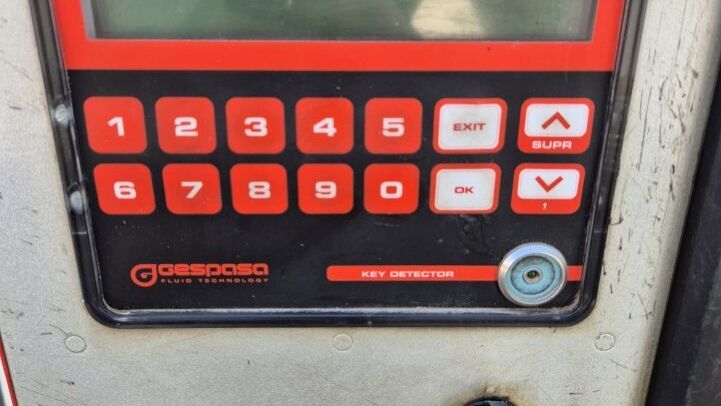 1 2 3 4 5 EXIT
SUPR
6 7 8 9 0 OK
,
GESPASA
FLUID TECHNOLOGY
KEY DETECTOR